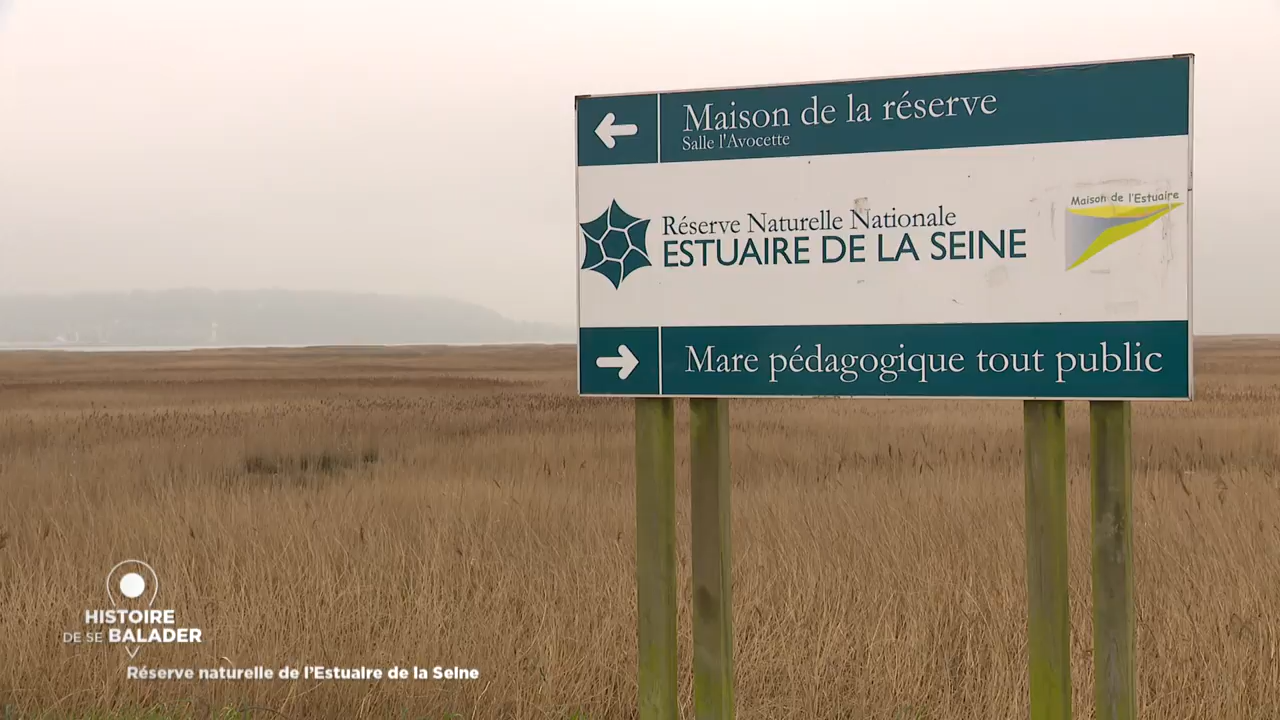 Maison de la réserve
Salle l'Avocette
Maison de l'Estuaire
Réserve Naturelle Nationale
ESTUAIRE DE LA SEINE
Mare pédagogique tout public
HISTOIRE
DE SE BALADER
Réserve naturelle de l'Estuaire de la Seine